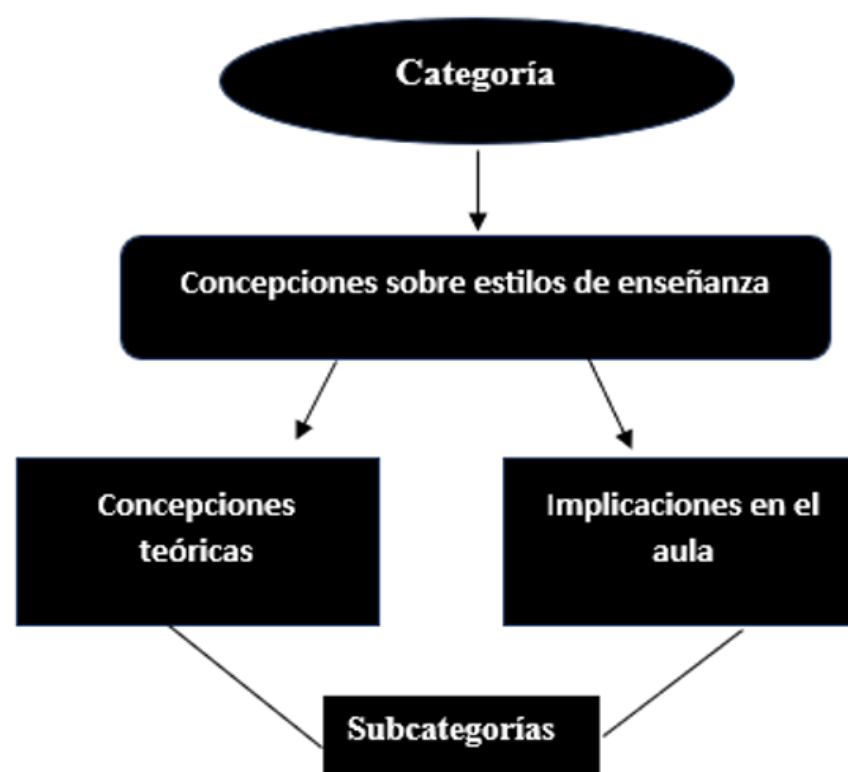 Categoría
Concepciones sobre estilos de enseñanza
Concepciones
teóricas
Implicaciones en el
aula
Subcategorías